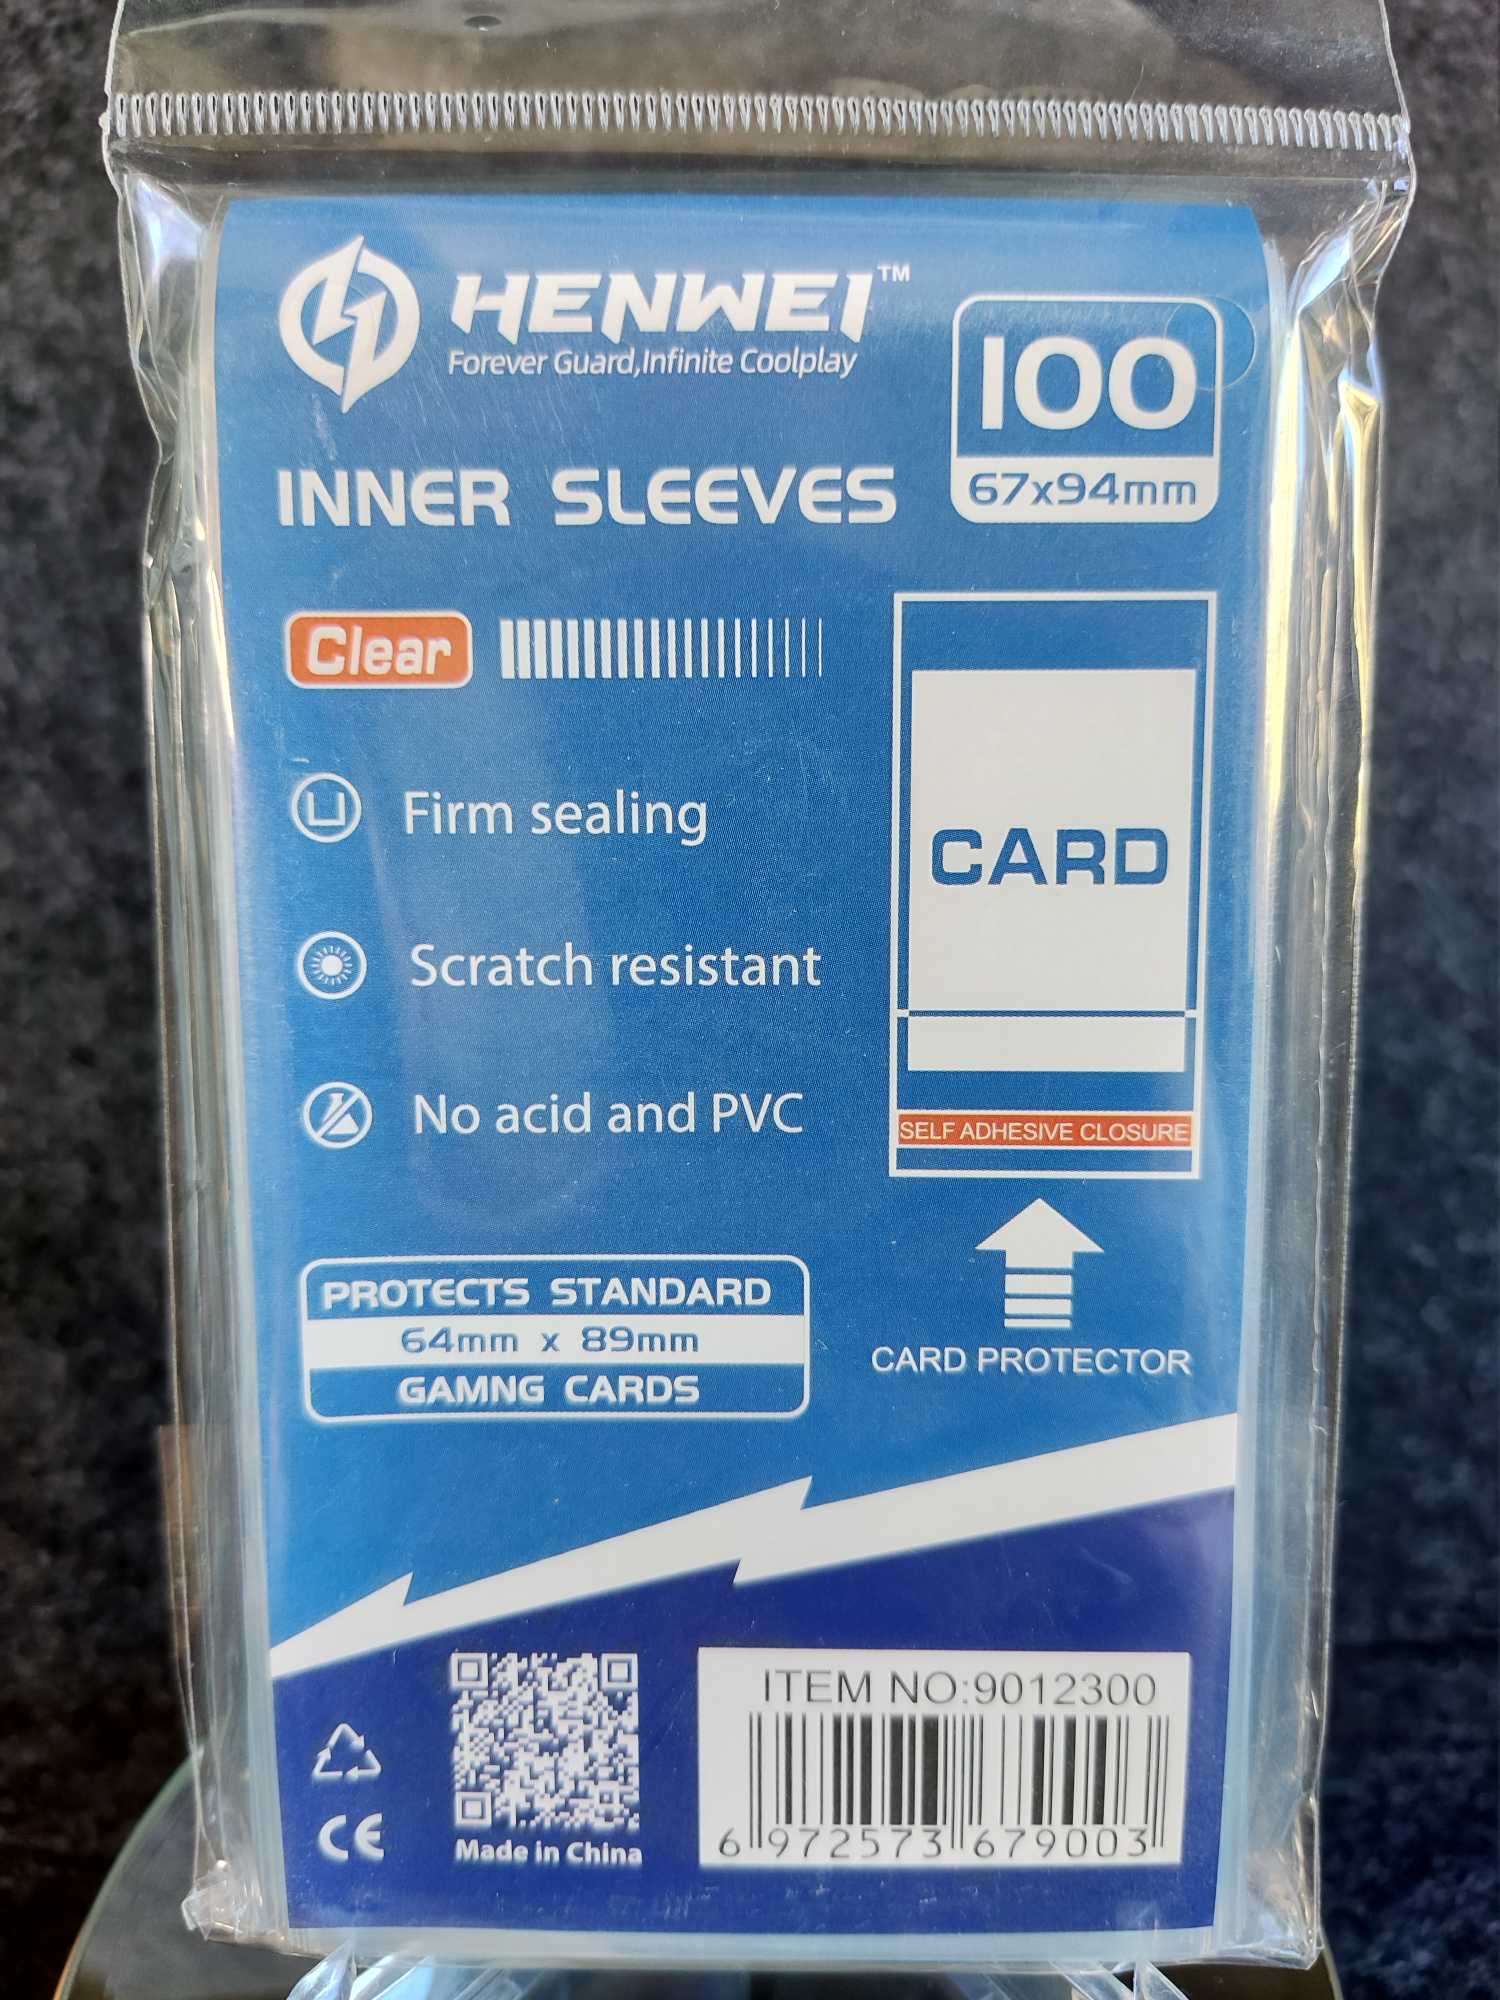 HENWEI™
Forever Guard,Infinite Coolplay
100
67x94mm
INNER SLEEVES
Clear
Firm sealing
Scratch resistant
No acid and PVC
CARD
SELF ADHESIVE CLOSURE
CARD PROTECTOR
PROTECTS STANDARD
64mm x 89mm
GAMNG CARDS
CE
Made in China
ITEM NO:9012300
6 972573 679003